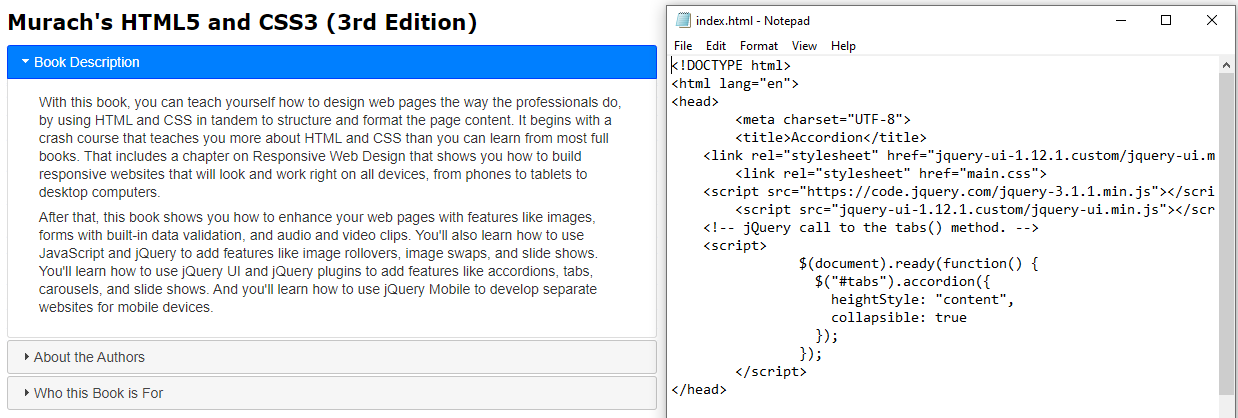 Murach's HTML5 and CSS3 (3rd Edition)
Book Description
With this book, you can teach yourself how to design web pages the way the professionals do,
by using HTML and CSS in tandem to structure and format the page content. It begins with a
crash course that teaches you more about HTML and CSS than you can learn from most full
books. That includes a chapter on Responsive Web Design that shows you how to build
responsive websites that will look and work right on all devices, from phones to tablets to
desktop computers.
After that, this book shows you how to enhance your web pages with features like images,
forms with built-in data validation, and audio and video clips. You'll also learn how to use
JavaScript and jQuery to add features like image rollovers, image swaps, and slide shows.
You'll learn how to use jQuery UI and jQuery plugins to add features like accordions, tabs,
carousels, and slide shows. And you'll learn how to use jQuery Mobile to develop separate
websites for mobile devices.
About the Authors
Who this Book is For
index.html - Notepad
File Edit Format View Help
<!DOCTYPE html>
<html lang="en">
<head>
        <meta charset="UTF-8">
        <title>Accordion</title>
    <link rel="stylesheet" href="jquery-ui-1.12.1.custom/jquery-ui.m
        <link rel="stylesheet" href="main.css">
    <script src="https://code.jquery.com/jquery-3.1.1.min.js"></scri
        <script src="jquery-ui-1.12.1.custom/jquery-ui.min.js"></scr
    <!-- jQuery call to the tabs() method. -->
    <script>
                $(document).ready(function() {
                  $("#tabs").accordion({
                    heightStyle: "content",
                    collapsible: true
                  });
                });
        </script>
</head>